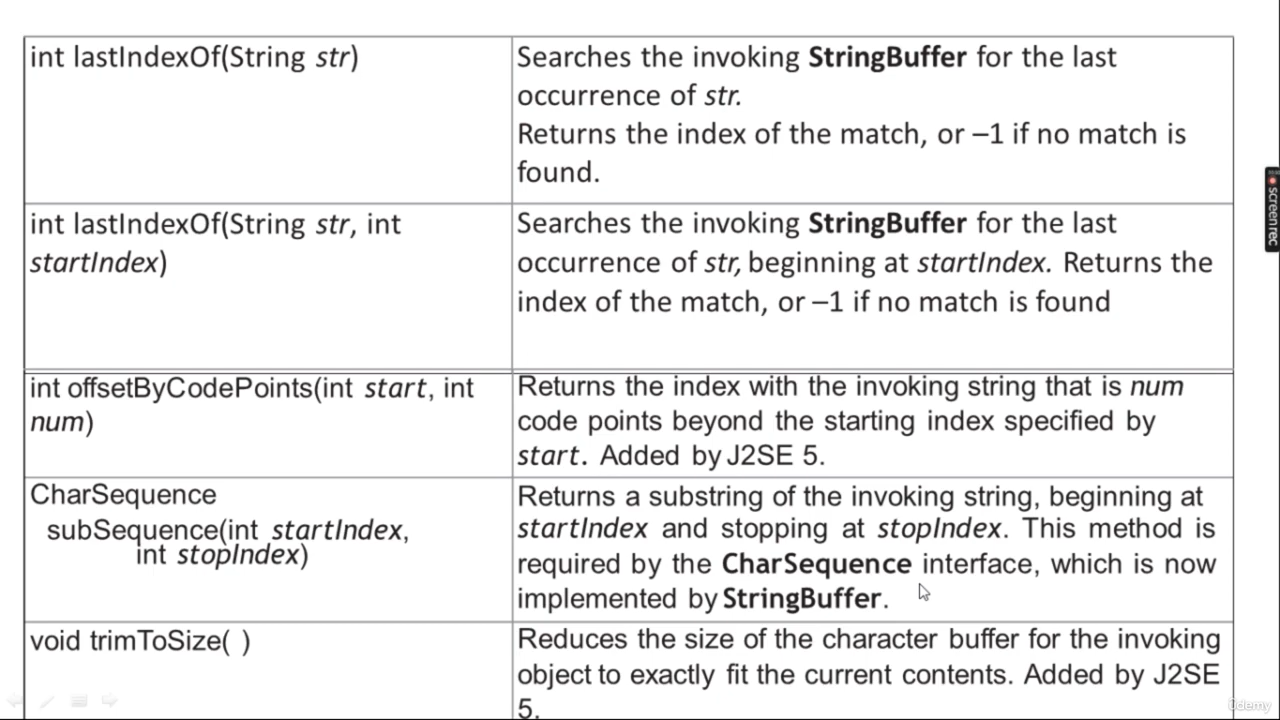 int lastIndexOf(String str)
Searches the invoking StringBuffer for the last
occurrence of str.
Returns the index of the match, or –1 if no match is
found.
int lastIndexOf(String str, int
startIndex)
Searches the invoking StringBuffer for the last
occurrence of str, beginning at startIndex. Returns the
index of the match, or –1 if no match is found
int offsetByCodePoints(int start, int
num)
Returns the index with the invoking string that is num
code points beyond the starting index specified by
start. Added by J2SE 5.
CharSequence
subSequence(int startIndex,
int stopIndex)
Returns a substring of the invoking string, beginning at
startIndex and stopping at stopIndex. This method is
required by the CharSequence interface, which is now
implemented by StringBuffer.
void trimToSize( )
Reduces the size of the character buffer for the invoking
object to exactly fit the current contents. Added by J2SE
5.
screenrec
Udemy